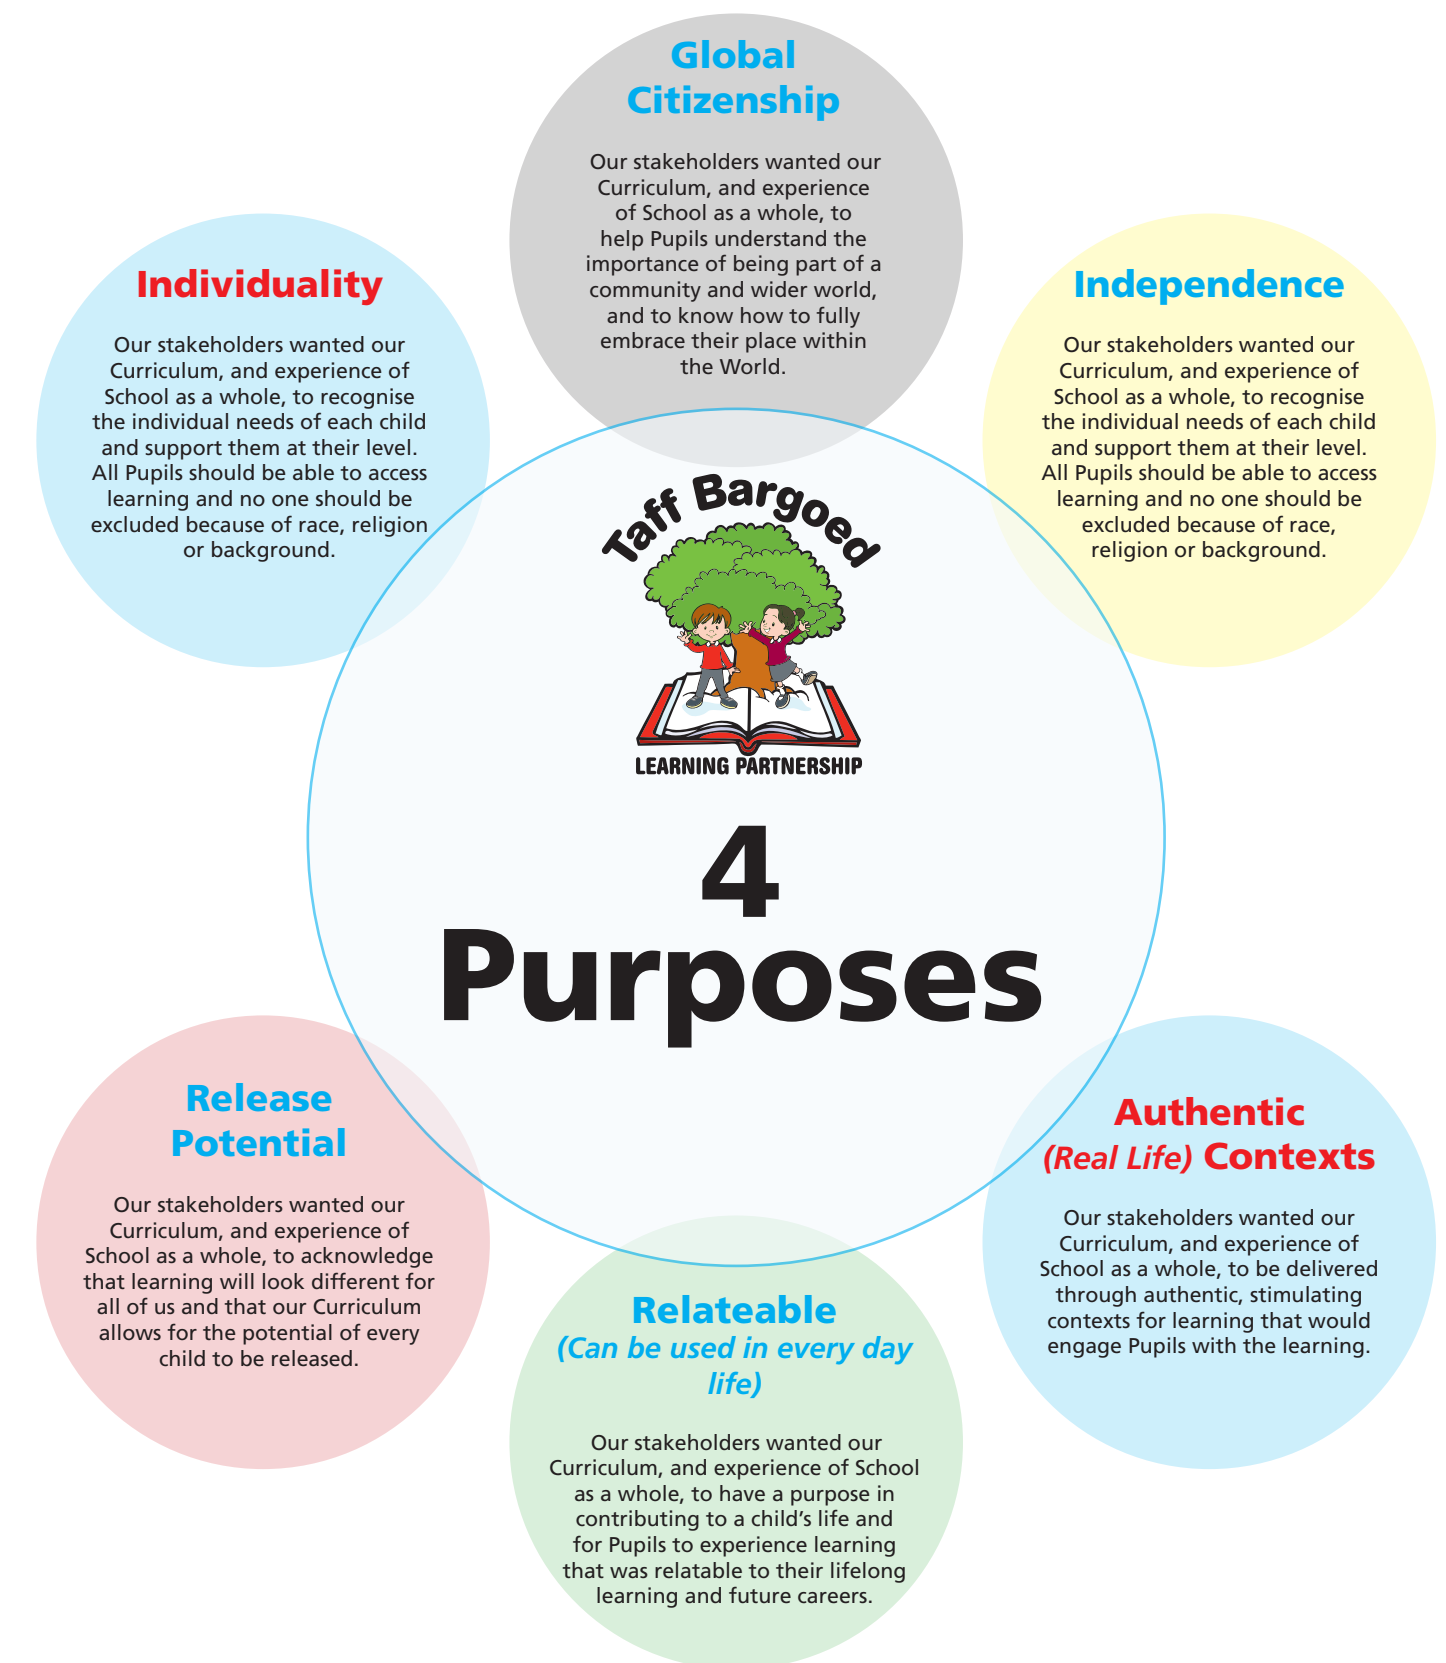 Global
Citizenship
Our stakeholders wanted our
Curriculum, and experience
of School as a whole, to
help Pupils understand the
importance of being part of a
community and wider world,
and to know how to fully
embrace their place within
the World.
Individuality
Our stakeholders wanted our
Curriculum, and experience of
School as a whole, to recognise
the individual needs of each child
and support them at their level.
All Pupils should be able to access
learning and no one should be
excluded because of race, religion
or background.
Independence
Our stakeholders wanted our
Curriculum, and experience of
School as a whole, to recognise
the individual needs of each child
and support them at their level.
All Pupils should be able to access
learning and no one should be
excluded because of race,
religion or background.
Taff Bargoed
LEARNING PARTNERSHIP
4
Purposes
Release
Potential
Our stakeholders wanted our
Curriculum, and experience of
School as a whole, to acknowledge
that learning will look different for
all of us and that our Curriculum
allows for the potential of every
child to be released.
Authentic
(Real Life) Contexts
Our stakeholders wanted our
Curriculum, and experience of
School as a whole, to be delivered
through authentic, stimulating
contexts for learning that would
engage Pupils with the learning.
Relateable
(Can be used in every day
life)
Our stakeholders wanted our
Curriculum, and experience of School
as a whole, to have a purpose in
contributing to a child’s life and
for Pupils to experience learning
that was relatable to their lifelong
learning and future careers.